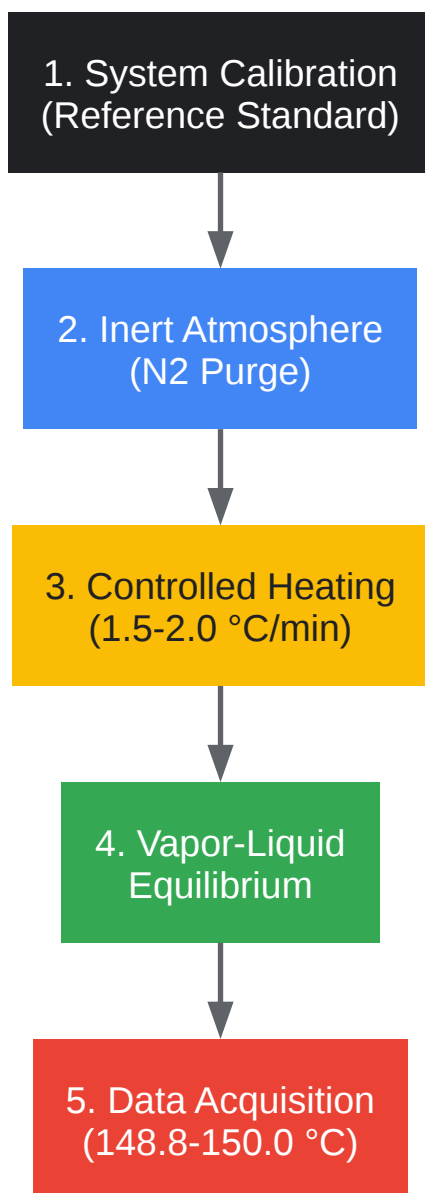 1. System Calibration
(Reference Standard)
2. Inert Atmosphere
(N2 Purge)
3. Controlled Heating
(1.5-2.0 °C/min)
4. Vapor-Liquid
Equilibrium
5. Data Acquisition
(148.8-150.0 °C)